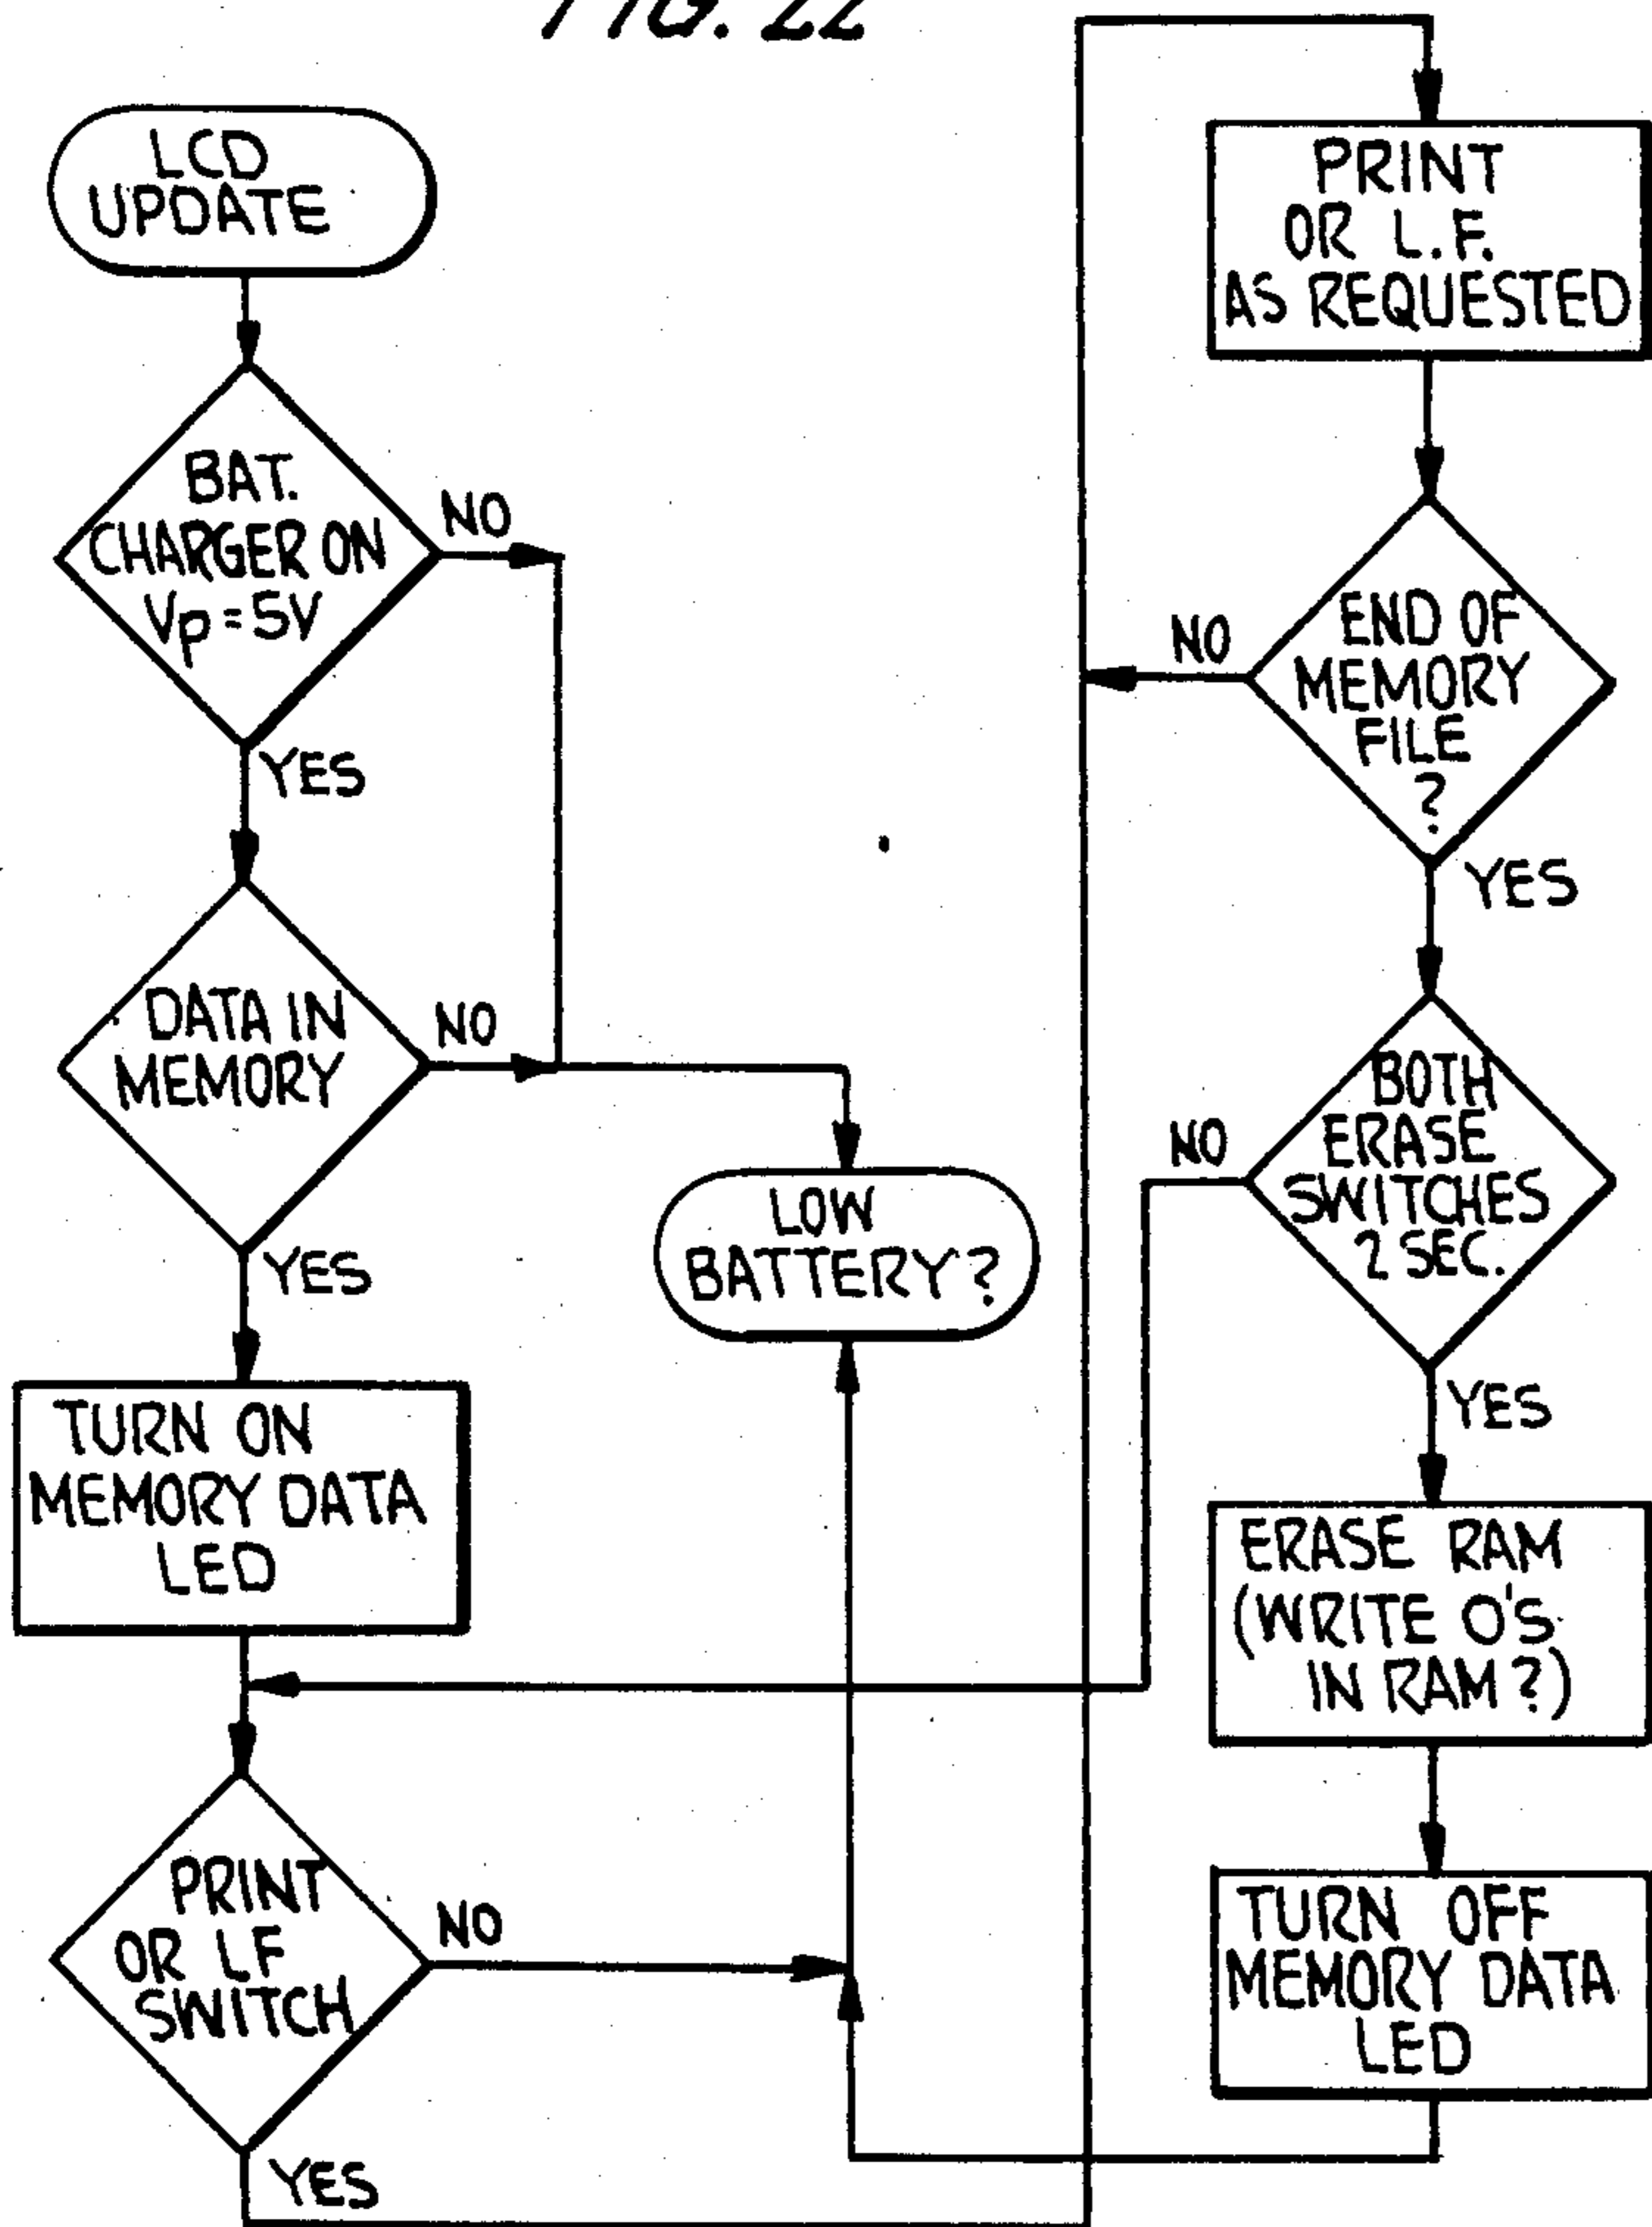 FIG. 22
LCD
UPDATE
BAT.
CHARGER ON
Vp = 5V
NO
YES
DATA IN
MEMORY
NO
YES
TURN ON
MEMORY DATA
LED
PRINT
OR LF
SWITCH
NO
YES
LOW
BATTERY?
PRINT
OR L.F.
AS REQUESTED
END OF
MEMORY
FILE
?
NO
YES
BOTH
ERASE
SWITCHES
2 SEC.
NO
YES
ERASE RAM
(WRITE O'S
IN RAM?)
TURN OFF
MEMORY DATA
LED